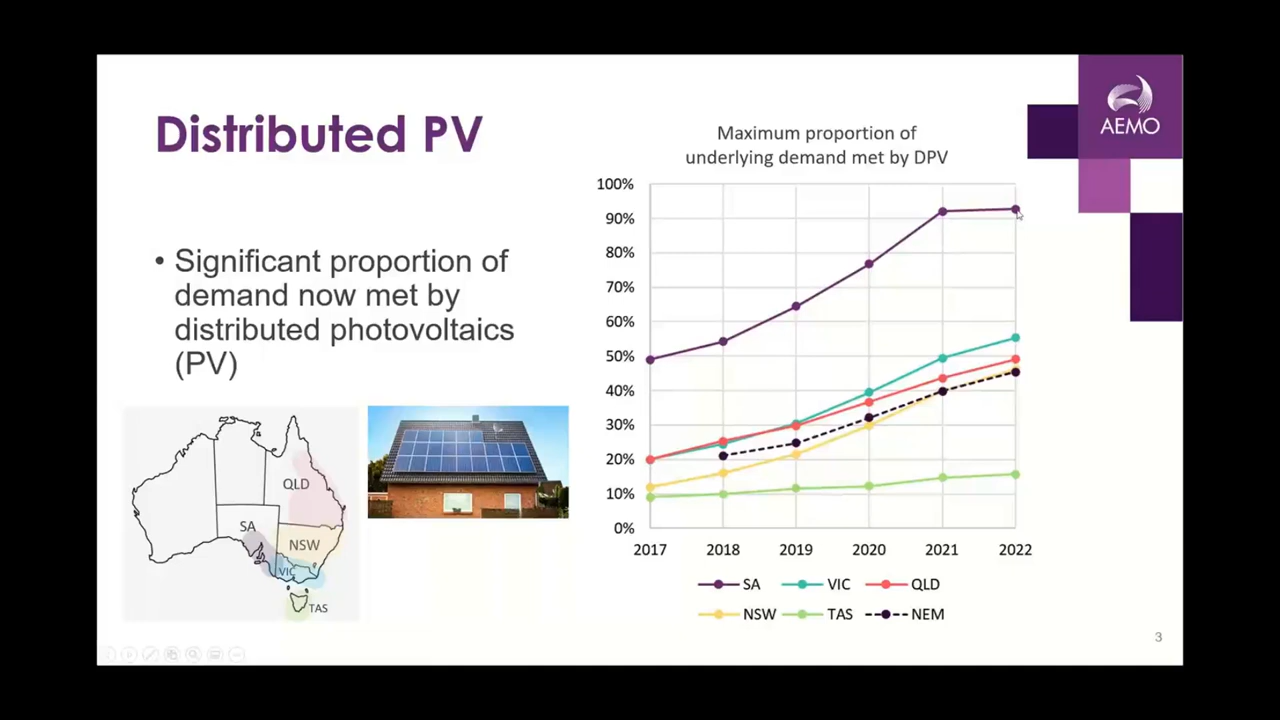 Distributed PV
• Significant proportion of
demand now met by
distributed photovoltaics
(PV)
QLD
SA
NSW
VIC
TAS
Maximum proportion of
underlying demand met by DPV
100%
90%
80%
70%
60%
50%
40%
30%
20%
10%
0%
2017 2018 2019 2020 2021 2022
SA VIC QLD
NSW TAS NEM
AEMO
3